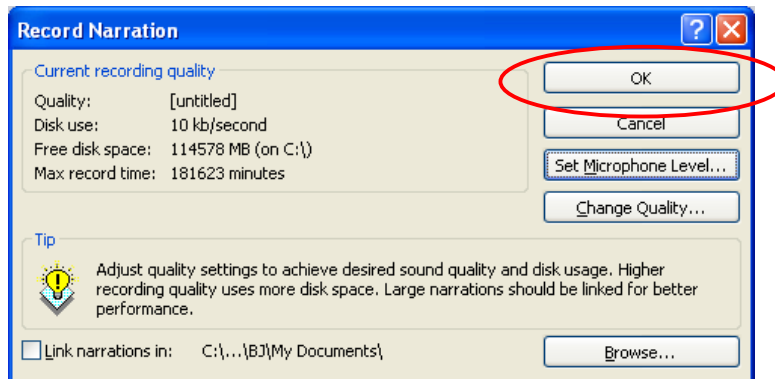 Record Narration
Current recording quality
Quality: [untitled]
Disk use: 10 kb/second
Free disk space: 114578 MB (on C:\)
Max record time: 181623 minutes
OK
Cancel
Set Microphone Level...
Change Quality...
Tip
Adjust quality settings to achieve desired sound quality and disk usage. Higher
recording quality uses more disk space. Large narrations should be linked for better
performance.
Link narrations in: C:\...\BJ\My Documents\
Browse...